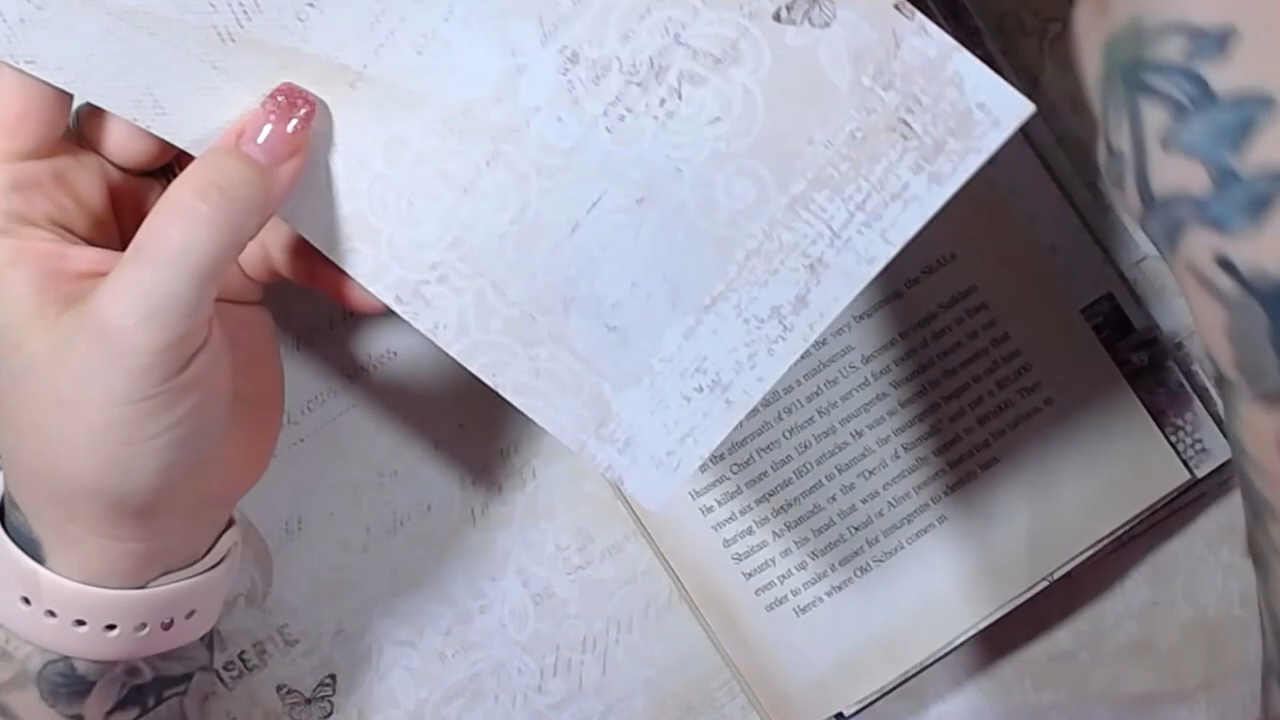 the very beginning, the SEALs
skill as a marksman.
in the aftermath of 9/11 and the U.S. decision to topple Saddam
Hussein, Chief Petty Officer Kyle served four tours of duty in Iraq.
He killed more than 150 Iraqi insurgents. Wounded twice, he sur-
vived six separate IED attacks. He was so feared by the enemy that
during his deployment to Ramadi, the insurgents began to call him
Shaitan Ar-Ramadi, or the "Devil of Ramadi," and put a $21,000
bounty on his head that was eventually upped to $80,000. They
even put up Wanted: Dead or Alive posters featuring his tattoos, in
order to make it easier for insurgents to identify him.
Here's where Old School comes in
ISERIE